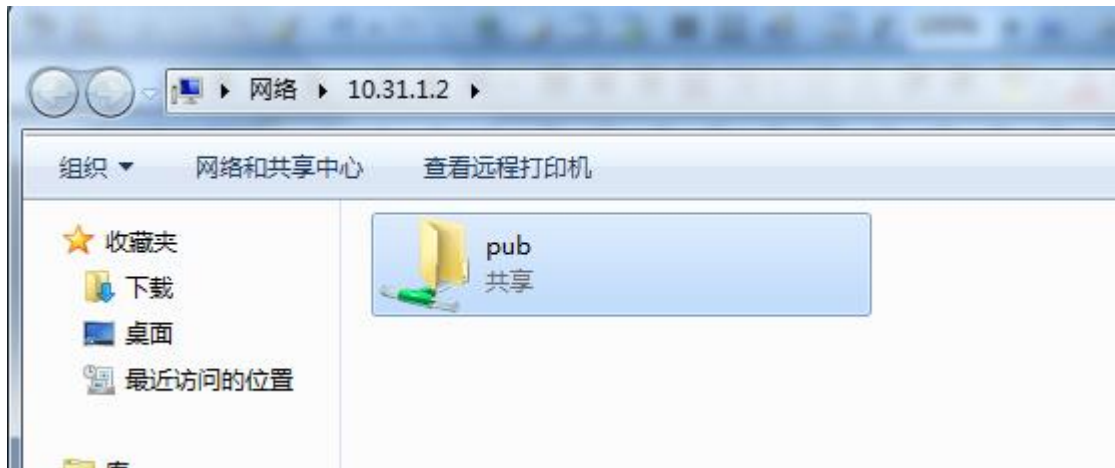 网络 10.31.1.2
组织 网络和共享中心 查看远程打印机
收藏夹
下载
桌面
最近访问的位置
pub
共享